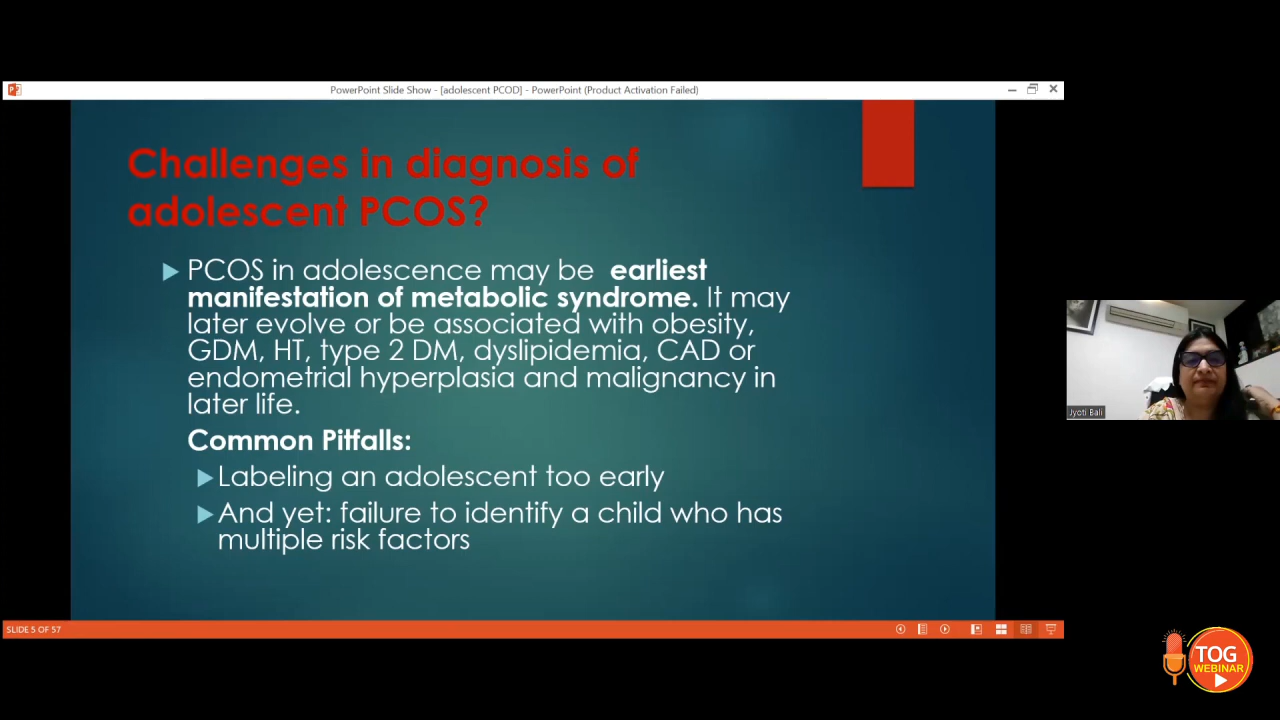 PowerPoint Slide Show - [adolescent PCOD] - PowerPoint (Product Activation Failed)
Challenges in diagnosis of
adolescent PCOS?
PCOS in adolescence may be earliest
manifestation of metabolic syndrome. It may
later evolve or be associated with obesity,
GDM, HT, type 2 DM, dyslipidemia, CAD or
endometrial hyperplasia and malignancy in
later life.
Common Pitfalls:
Labeling an adolescent too early
And yet: failure to identify a child who has
multiple risk factors
SLIDE 5 OF 57
Jyoti Bali
TOG
WEBINAR